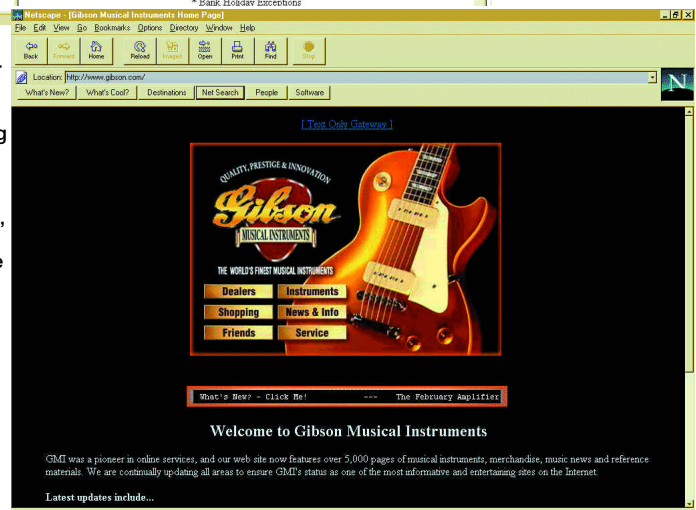 * Bank Holiday Exceptions
Netscape - [Gibson Musical Instruments Home Page]
File Edit View Go Bookmarks Options Directory Window Help
Back Forward Home Reload Images Open Print Find Stop
Location: http://www.gibson.com/
What's New? What's Cool? Destinations Net Search People Software
N
[ Text Only Gateway ]
QUALITY, PRESTIGE & INNOVATION
Gibson
MUSICAL INSTRUMENTS
THE WORLD'S FINEST MUSICAL INSTRUMENTS
Dealers Instruments
Shopping News & Info
Friends Service
What's New? - Click Me! --- The February Amplifier
Welcome to Gibson Musical Instruments
GMI was a pioneer in online services, and our web site now features over 5,000 pages of musical instruments, merchandise, music news and reference
materials. We are continually updating all areas to ensure GMI's status as one of the most informative and entertaining sites on the Internet.
Latest updates include...